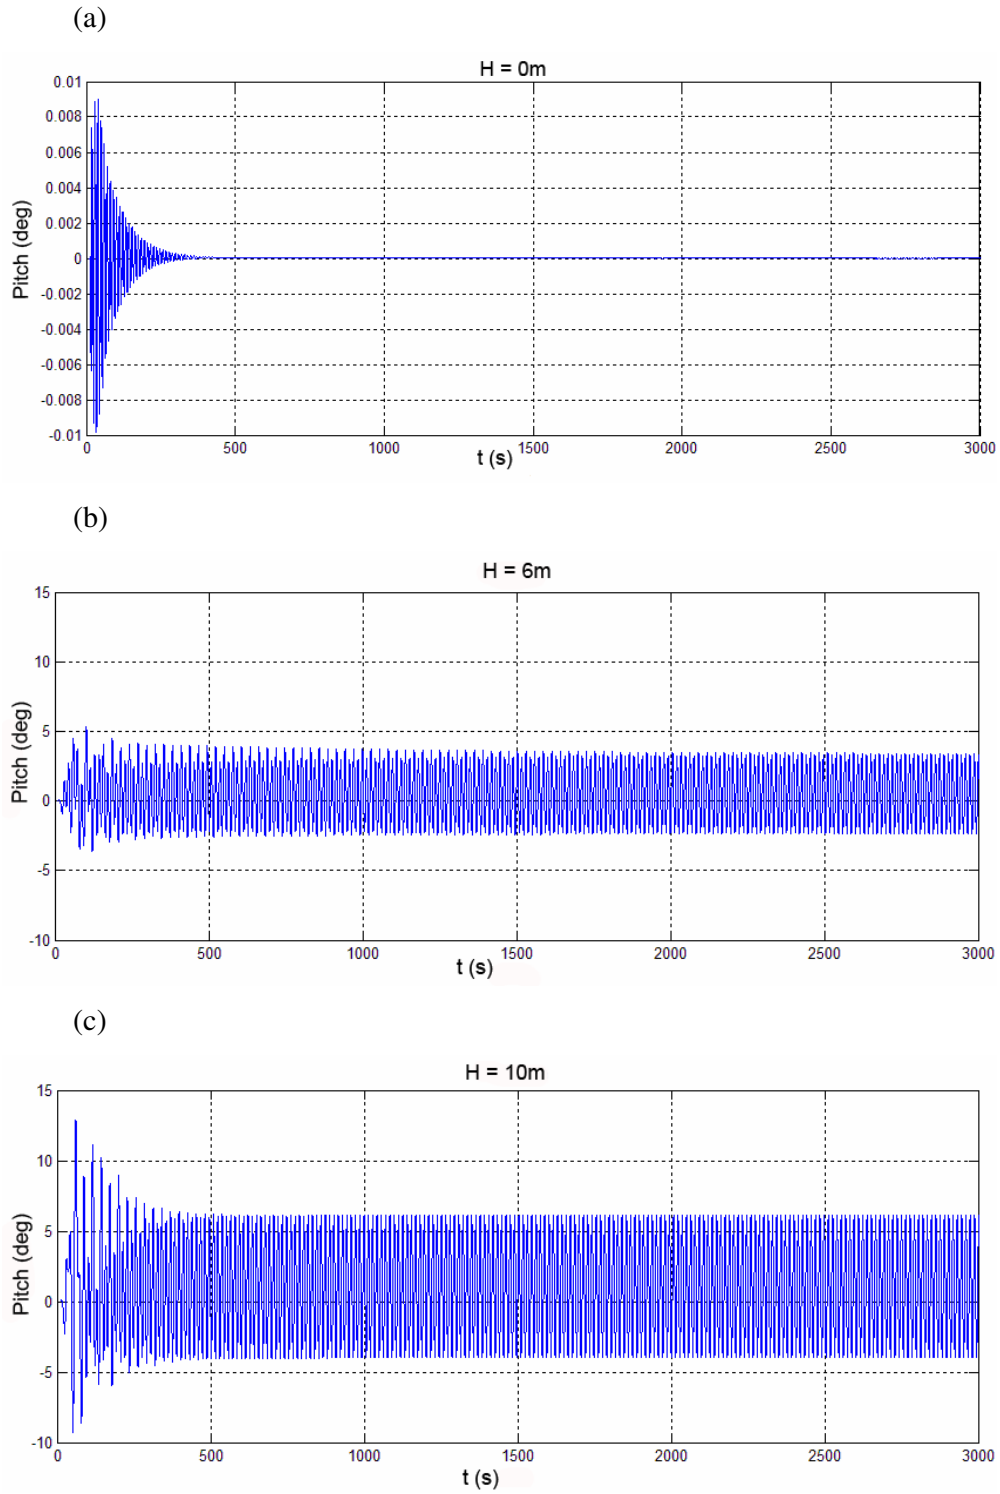 (a)
H = 0m
0.01
0.008
0.006
0.004
0.002
0
-0.002
-0.004
-0.006
-0.008
-0.01
Pitch (deg)
0 500 1000 1500 2000 2500 3000
t (s)
(b)
H = 6m
15
10
5
0
-5
-10
Pitch (deg)
0 500 1000 1500 2000 2500 3000
t (s)
(c)
H = 10m
15
10
5
0
-5
-10
Pitch (deg)
0 500 1000 1500 2000 2500 3000
t (s)